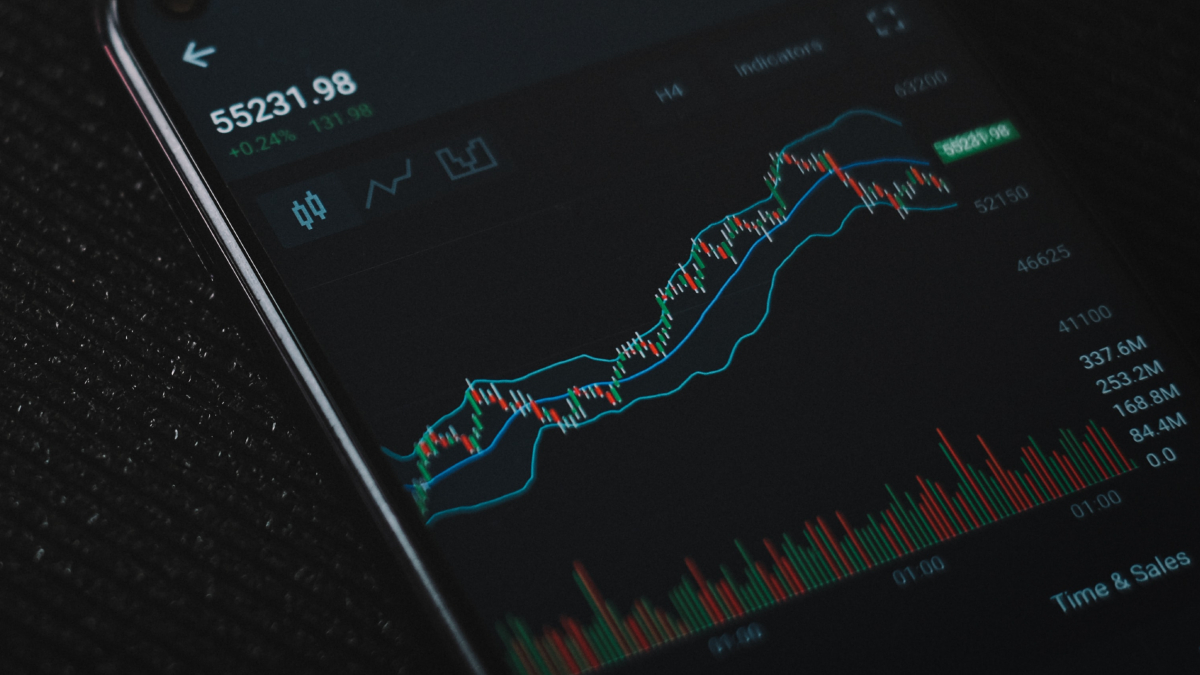 55231.98
+0.24% 131.98
H4 Indicators
63200
55231.98
52150
46625
41100
337.6M
253.2M
168.8M
84.4M
0.0
01:00 01:00 01:00
Time & Sales